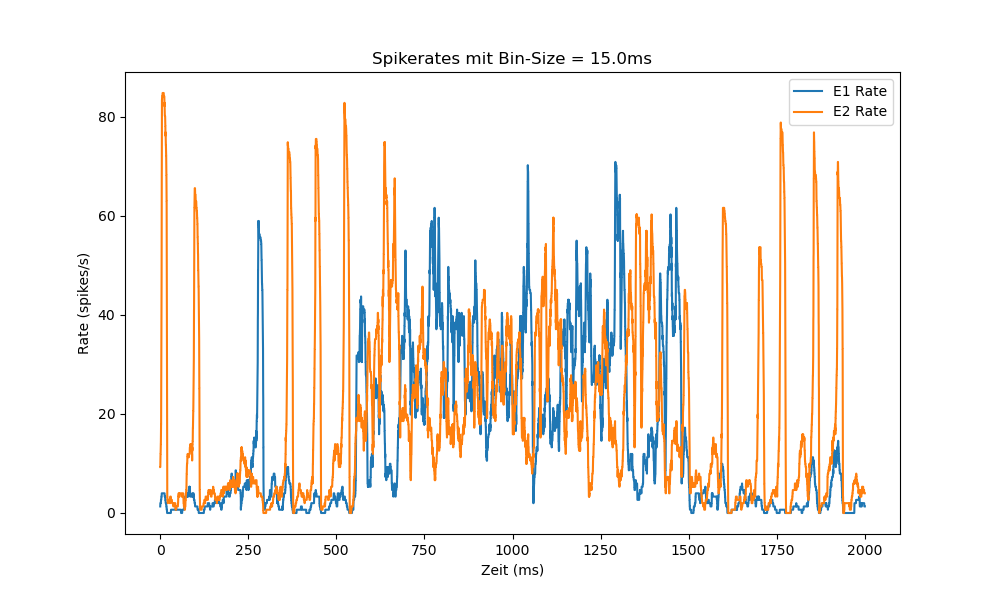 Spikerates mit Bin-Size = 15.0ms
E1 Rate
E2 Rate
Rate (spikes/s)
80
60
40
20
0
0 250 500 750 1000 1250 1500 1750 2000
Zeit (ms)